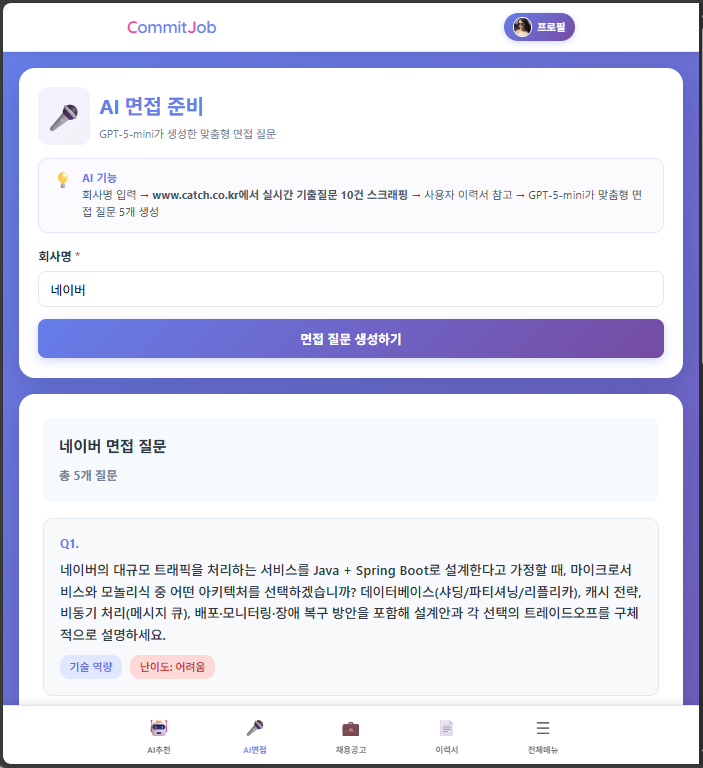 CommitJob
프로필
AI 면접 준비
GPT-5-mini가 생성한 맞춤형 면접 질문
AI 기능
회사명 입력 → www.catch.co.kr에서 실시간 기출질문 10건 스크래핑 → 사용자 이력서 참고 → GPT-5-mini가 맞춤형 면
접 질문 5개 생성
회사명 *
네이버
면접 질문 생성하기
네이버 면접 질문
총 5개 질문
Q1.
네이버의 대규모 트래픽을 처리하는 서비스를 Java + Spring Boot로 설계한다고 가정할 때, 마이크로서
비스와 모놀리식 중 어떤 아키텍처를 선택하겠습니까? 데이터베이스(샤딩/파티셔닝/리플리카), 캐시 전략,
비동기 처리(메시지 큐), 배포·모니터링·장애 복구 방안을 포함해 설계안과 각 선택의 트레이드오프를 구체
적으로 설명하세요.
기술 역량
난이도: 어려움
AI추천
AI면접
채용공고
이력서
전체메뉴